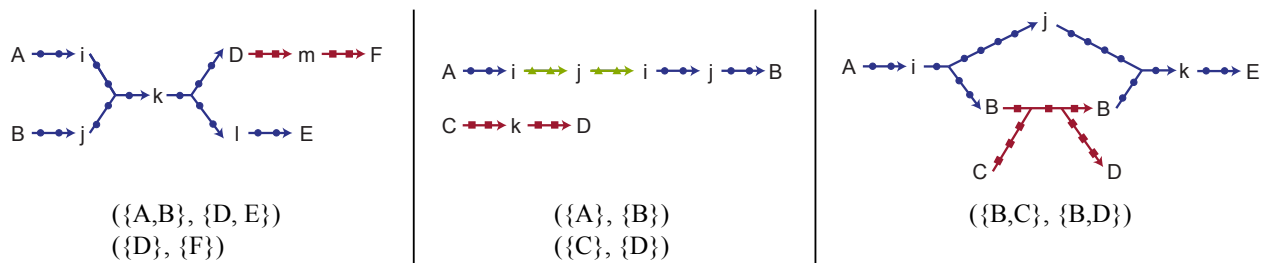 A i D m F
k
B j l E
({A,B}, {D, E})
({D}, {F})
A i j i j B
C k D
({A}, {B})
({C}, {D})
j
A i k E
B B
C D
({B,C}, {B,D})